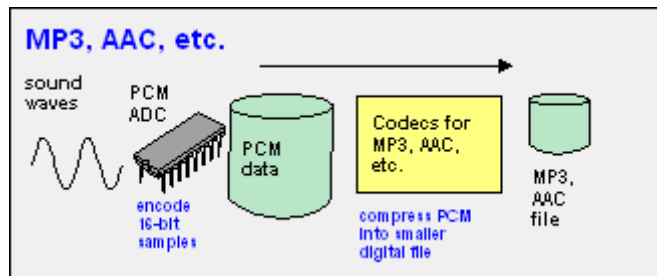 MP3, AAC, etc.
sound
waves
PCM
ADC
encode
16-bit
samples
PCM
data
Codecs for
MP3, AAC,
etc.
compress PCM
into smaller
digital file
MP3,
AAC
file